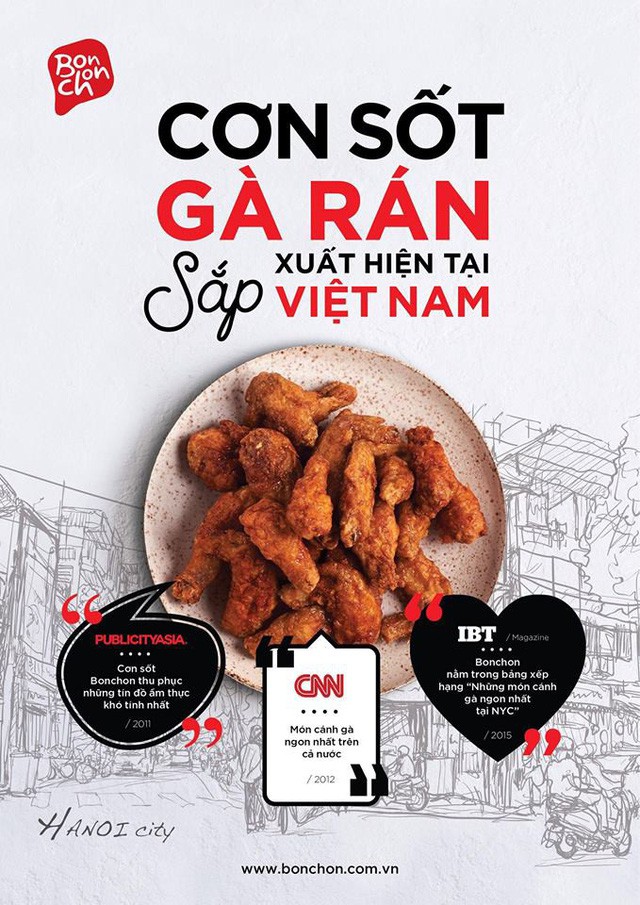 Bon
chon
CƠN SỐT
GÀ RÁN
Sắp XUẤT HIỆN TẠI
VIỆT NAM
PUBLICITYASIA.
Cơn sốt
Bonchon thu phục
những tín đồ ẩm thực
khó tính nhất
/ 2011
CNN
Món cánh gà
ngon nhất trên
cả nước
/ 2012
IBT / Magazine
Bonchon
nằm trong bảng xếp
hạng “Những món cánh
gà ngon nhất
tại NYC”
/ 2015
HANOI city
www.bonchon.com.vn